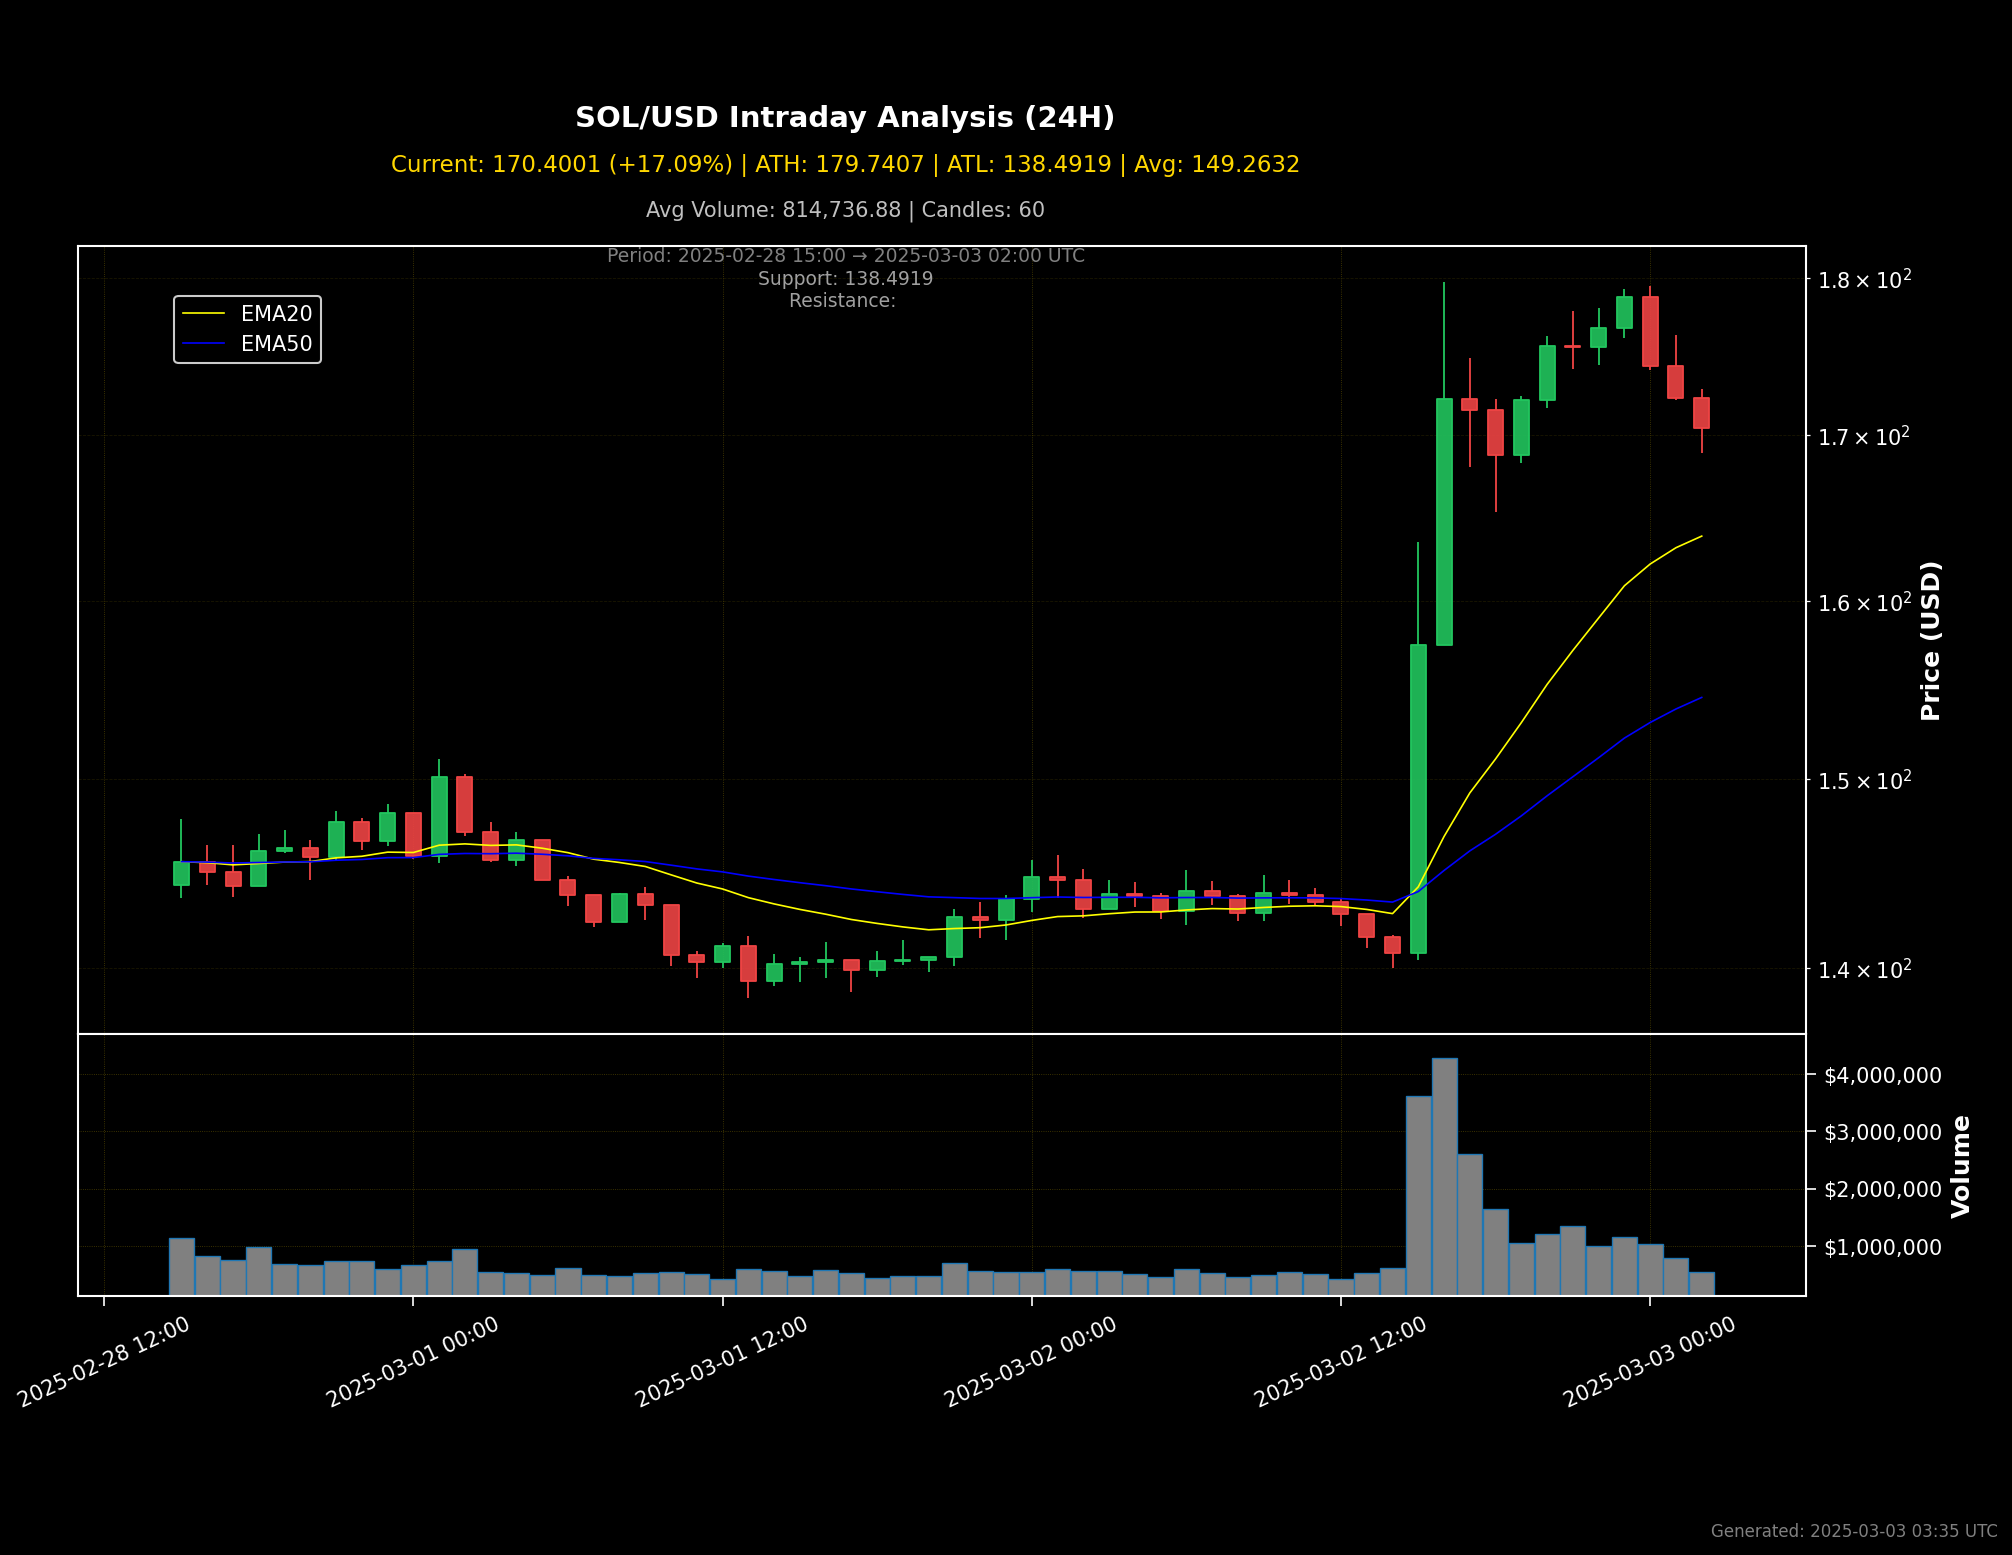 SOL/USD Intraday Analysis (24H)
Current: 170.4001 (+17.09%) | ATH: 179.7407 | ATL: 138.4919 | Avg: 149.2632
Avg Volume: 814,736.88 | Candles: 60
Period: 2025-02-28 15:00 → 2025-03-03 02:00 UTC
Support: 138.4919
Resistance:
EMA20
EMA50
1.8 × 10²
1.7 × 10²
1.6 × 10²
1.5 × 10²
1.4 × 10²
Price (USD)
$4,000,000
$3,000,000
$2,000,000
$1,000,000
Volume
2025-02-28 12:00
2025-03-01 00:00
2025-03-01 12:00
2025-03-02 00:00
2025-03-02 12:00
2025-03-03 00:00
Generated: 2025-03-03 03:35 UTC